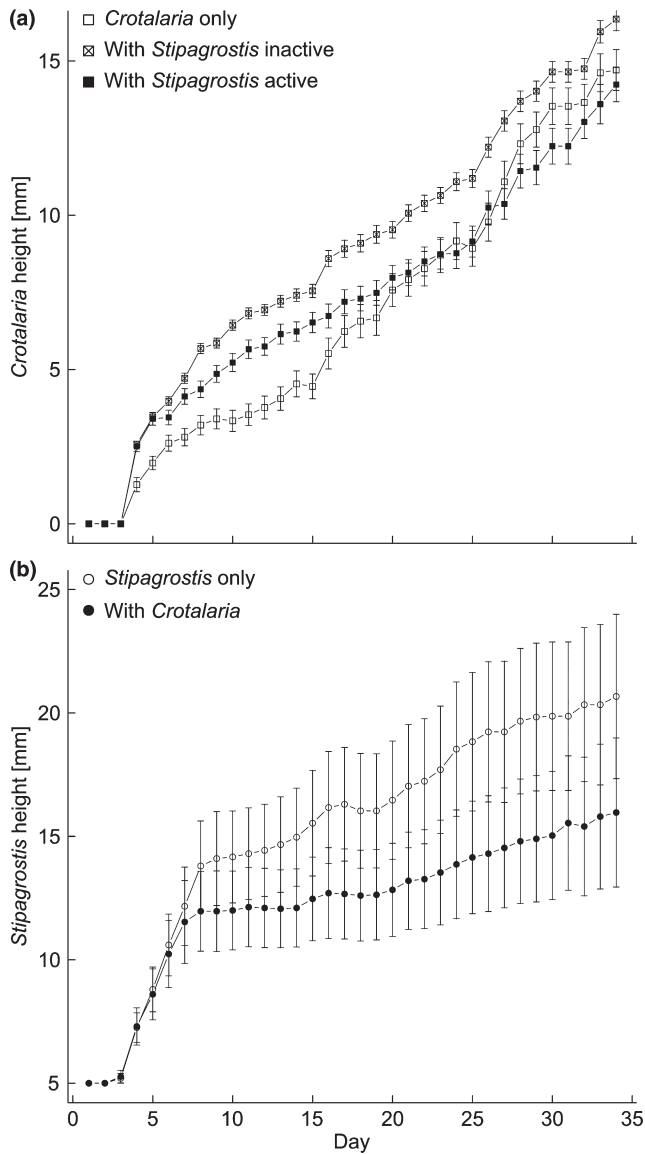 (a)
Crotalaria only
With Stipagrostis inactive
With Stipagrostis active
15
10
5
0
Crotalaria height [mm]
(b)
Stipagrostis only
With Crotalaria
25
20
15
10
5
Stipagrostis height [mm]
0 5 10 15 20 25 30 35
Day